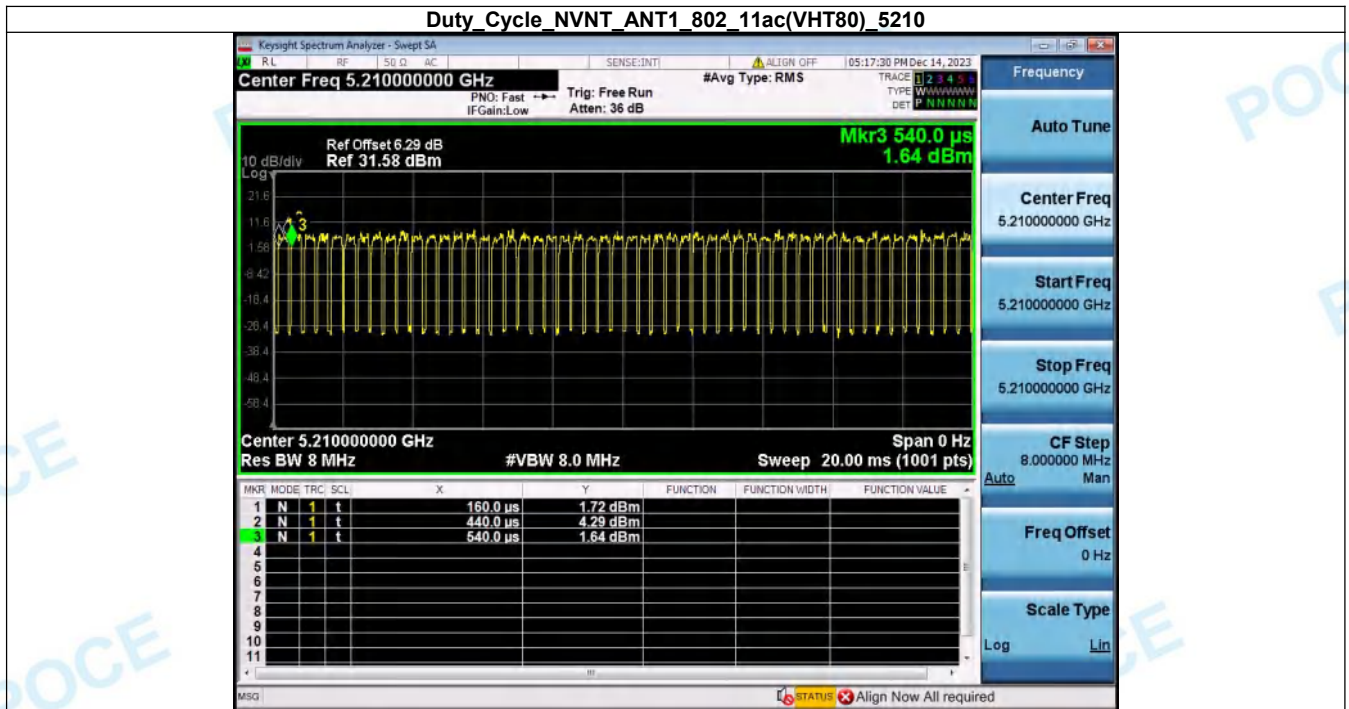 Duty_Cycle_NVNT_ANT1_802_11ac(VHT80)_5210
Keysight Spectrum Analyzer - Swept SA
RL RF 50 Ω AC SENSE:INT ALIGN OFF 05:17:30 PM Dec 14, 2023
Center Freq 5.210000000 GHz
PNO: Fast
IFGain:Low
Trig: Free Run
Atten: 36 dB
#Avg Type: RMS
TRACE 1 2 3 4 5 6
TYPE WWWWWW
DET P N N N N N
Frequency
Mkr3 540.0 µs
1.64 dBm
Ref Offset 6.29 dB
10 dB/div Ref 31.58 dBm
Log
21.6
11.6
1.58
-8.42
-18.4
-28.4
-38.4
-48.4
-58.4
3
Center 5.210000000 GHz Span 0 Hz
Res BW 8 MHz #VBW 8.0 MHz Sweep 20.00 ms (1001 pts)
MKR MODE TRC SCL X Y FUNCTION FUNCTION WIDTH FUNCTION VALUE
1 N 1 t 160.0 µs 1.72 dBm
2 N 1 t 440.0 µs 4.29 dBm
3 N 1 t 540.0 µs 1.64 dBm
4
5
6
7
8
9
10
11
Auto Tune
Center Freq
5.210000000 GHz
Start Freq
5.210000000 GHz
Stop Freq
5.210000000 GHz
CF Step
8.000000 MHz
Auto Man
Freq Offset
0 Hz
Scale Type
Log Lin
MSG STATUS Align Now All required
POCE
POCE